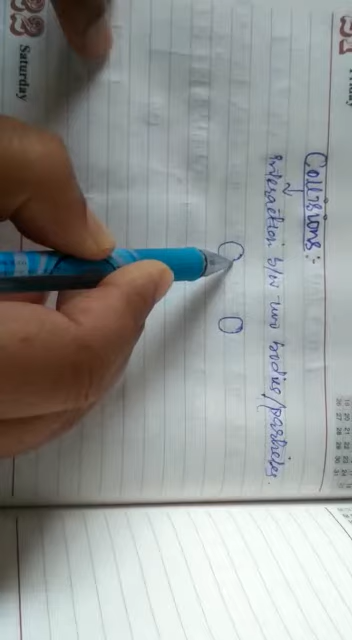 Collisions:-
interaction b/w two bodies/particles.
Saturday